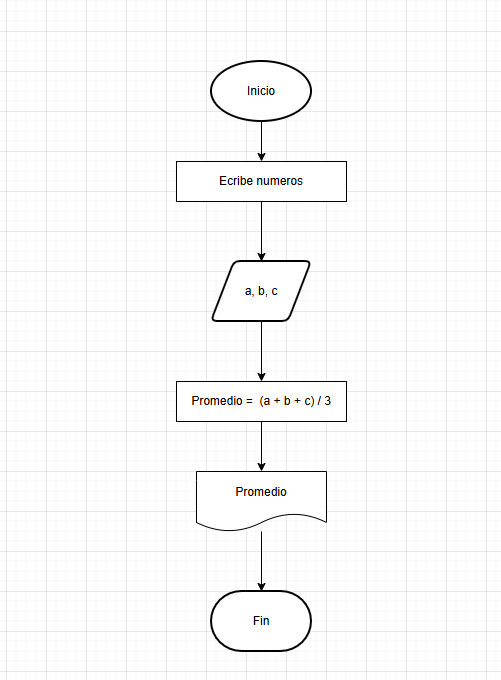 Inicio
Ecribe numeros
a, b, c
Promedio = (a + b + c) / 3
Promedio
Fin